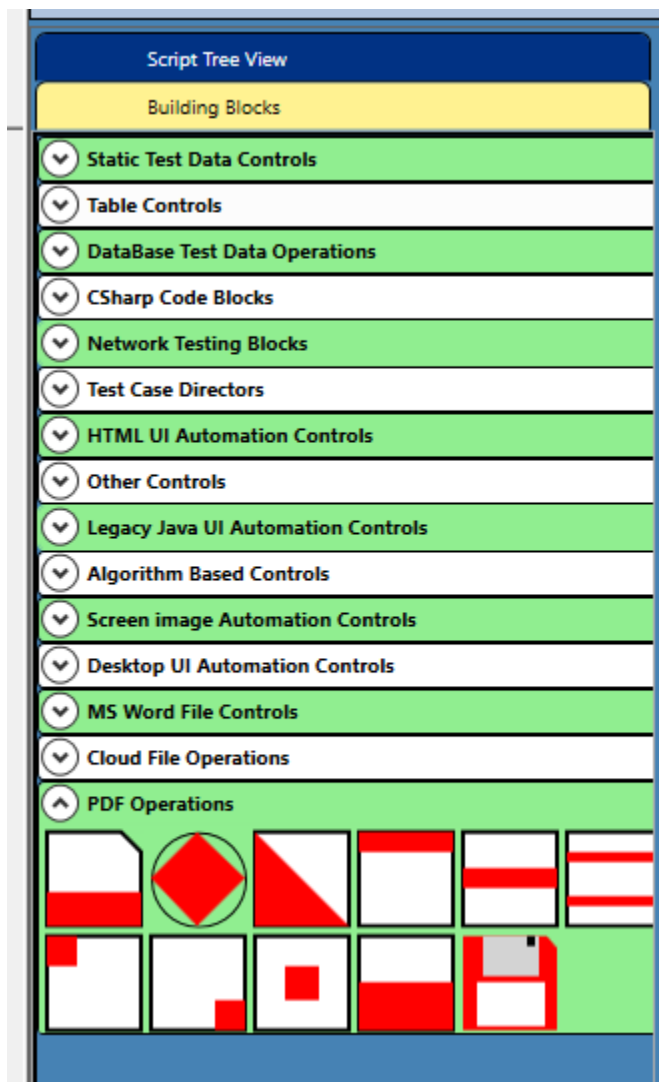 Script Tree View
Building Blocks
Static Test Data Controls
Table Controls
DataBase Test Data Operations
CSharp Code Blocks
Network Testing Blocks
Test Case Directors
HTML UI Automation Controls
Other Controls
Legacy Java UI Automation Controls
Algorithm Based Controls
Screen image Automation Controls
Desktop UI Automation Controls
MS Word File Controls
Cloud File Operations
PDF Operations